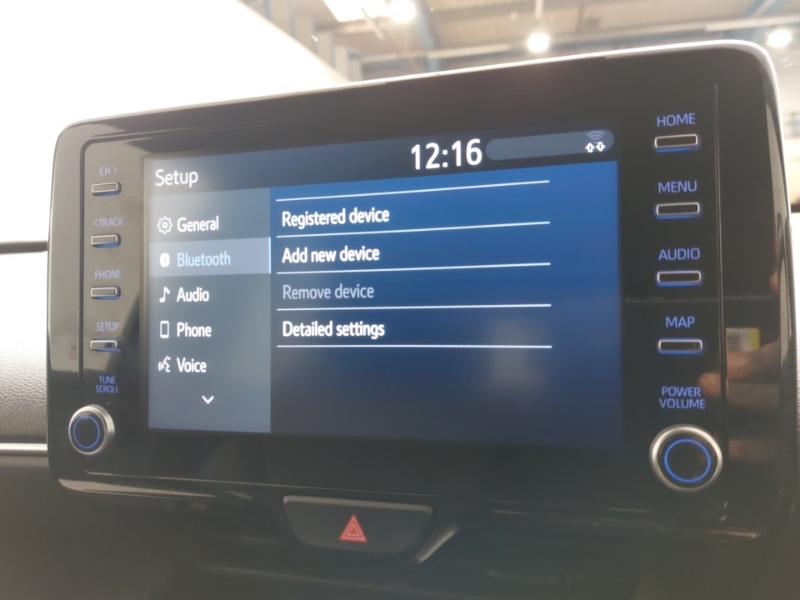 CH >
< TRACK
PHONE
SETUP
TUNE
SCROLL
Setup
12:16
General
Bluetooth
Audio
Phone
Voice
Registered device
Add new device
Remove device
Detailed settings
HOME
MENU
AUDIO
MAP
POWER
VOLUME